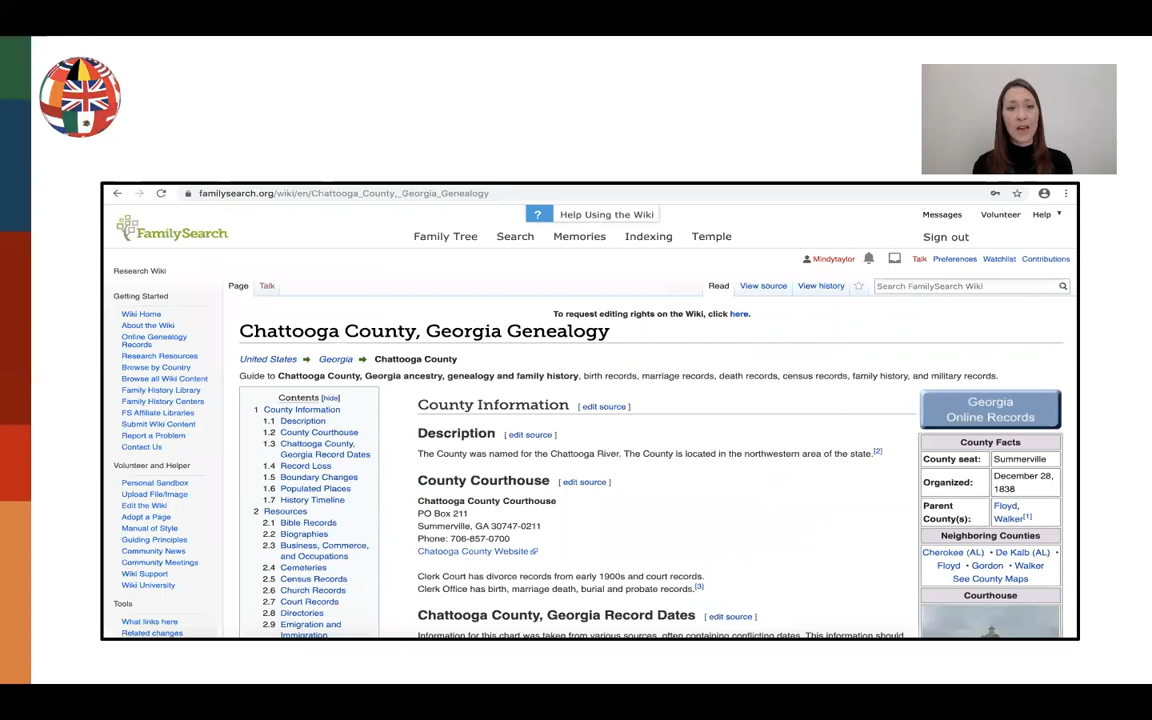 familysearch.org/wiki/en/Chattooga_County,_Georgia_Genealogy
? Help Using the Wiki
Messages Volunteer Help
FamilySearch
Family Tree Search Memories Indexing Temple
Sign out
Mindytaylor Talk Preferences Watchlist Contributions
Research Wiki
Page Talk Read View source View history Search FamilySearch Wiki
Getting Started
Wiki Home
About the Wiki
Online Genealogy
Records
Research Resources
Browse by Country
Browse all Wiki Content
Family History Library
Family History Centers
FS Affiliate Libraries
Submit Wiki Content
Report a Problem
Contact Us
Volunteer and Helper
Personal Sandbox
Upload File/Image
Edit the Wiki
Adopt a Page
Manual of Style
Guiding Principles
Community News
Community Meetings
Wiki Support
Wiki University
Tools
What links here
Related changes
To request editing rights on the Wiki, click here.
Chattooga County, Georgia Genealogy
United States Georgia Chattooga County
Guide to Chattooga County, Georgia ancestry, genealogy and family history, birth records, marriage records, death records, census records, family history, and military records.
Contents [hide]
1 County Information
1.1 Description
1.2 County Courthouse
1.3 Chattooga County,
Georgia Record Dates
1.4 Record Loss
1.5 Boundary Changes
1.6 Populated Places
1.7 History Timeline
2 Resources
2.1 Bible Records
2.2 Biographies
2.3 Business, Commerce,
and Occupations
2.4 Cemeteries
2.5 Census Records
2.6 Church Records
2.7 Court Records
2.8 Directories
2.9 Emigration and
Immigration
County Information [ edit source ]
Description [ edit source ]
The County was named for the Chattooga River. The County is located in the northwestern area of the state.[2]
County Courthouse [ edit source ]
Chattooga County Courthouse
PO Box 211
Summerville, GA 30747-0211
Phone: 706-857-0700
Chattooga County Website
Clerk Court has divorce records from early 1900s and court records.
Clerk Office has birth, marriage death, burial and probate records.[3]
Chattooga County, Georgia Record Dates [ edit source ]
Information for this chart was taken from various sources, often containing conflicting dates. This information should
Georgia
Online Records
County Facts
County seat: Summerville
Organized: December 28,
1838
Parent Floyd,
County(s): Walker[1]
Neighboring Counties
Cherokee (AL) • De Kalb (AL) •
Floyd • Gordon • Walker
See County Maps
Courthouse